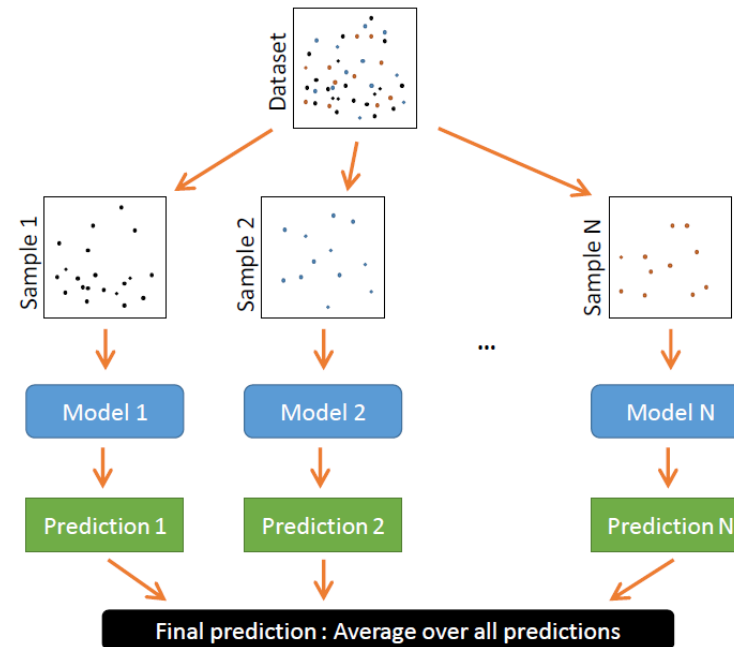 Dataset
Sample 1
Sample 2
Sample N
...
Model 1
Model 2
Model N
Prediction 1
Prediction 2
Prediction N
Final prediction : Average over all predictions